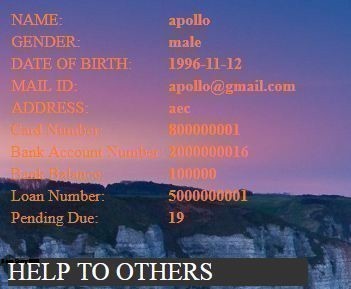 NAME: apollo
GENDER: male
DATE OF BIRTH: 1996-11-12
MAIL ID: apollo@gmail.com
ADDRESS: aec
Card Number: 800000001
Bank Account Number: 2000000016
Bank Balance: 100000
Loan Number: 5000000001
Pending Due: 19
HELP TO OTHERS